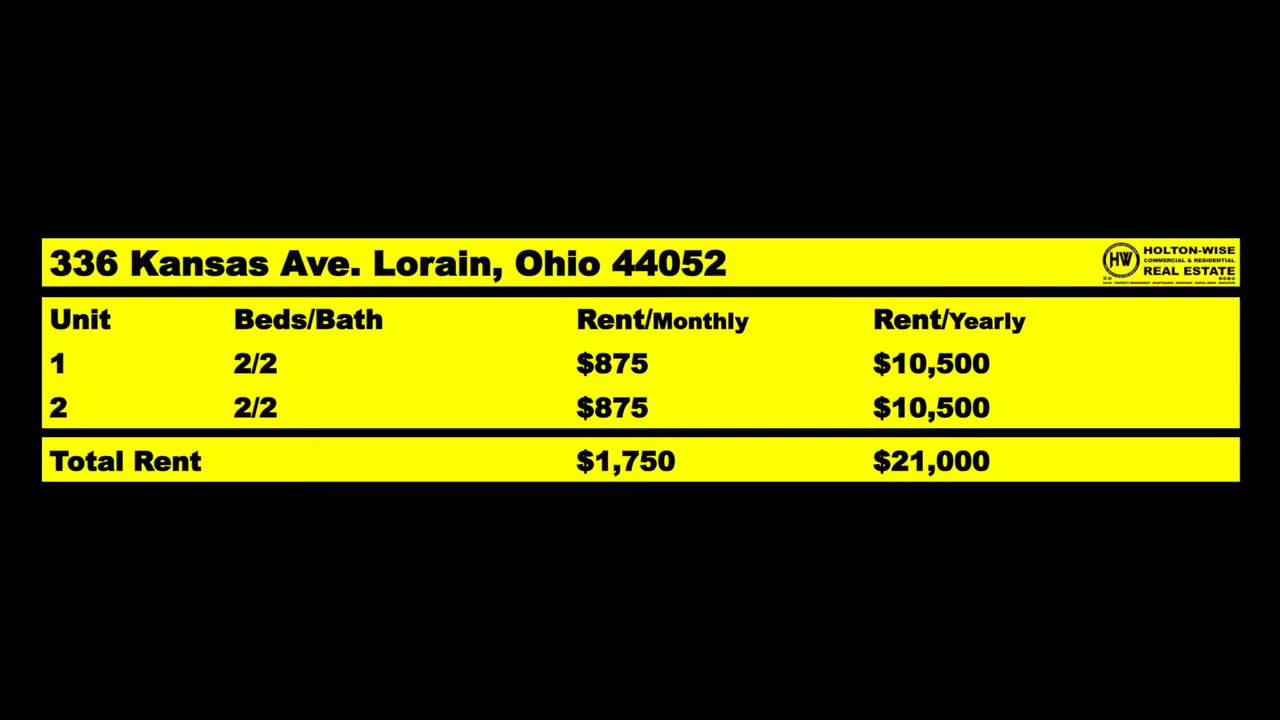 336 Kansas Ave. Lorain, Ohio 44052
HW
HOLTON-WISE
COMMERCIAL & RESIDENTIAL
REAL ESTATE
Unit Beds/Bath Rent/Monthly Rent/Yearly
1 2/2 $875 $10,500
2 2/2 $875 $10,500
Total Rent $1,750 $21,000